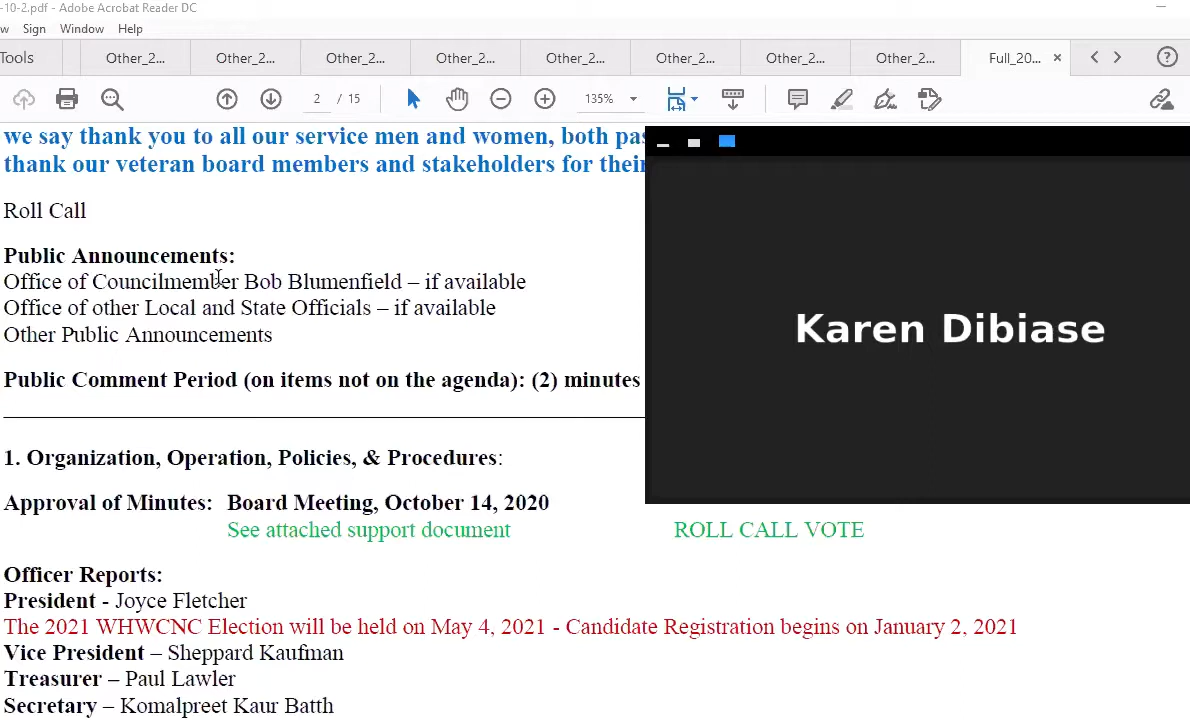 -10-2.pdf - Adobe Acrobat Reader DC
w Sign Window Help
Tools Other_2... Other_2... Other_2... Other_2... Other_2... Other_2... Other_2... Other_2... Full_20... ×
2 / 15 135%
we say thank you to all our service men and women, both pas
thank our veteran board members and stakeholders for their
Roll Call
Public Announcements:
Office of Councilmember Bob Blumenfield – if available
Office of other Local and State Officials – if available
Other Public Announcements
Public Comment Period (on items not on the agenda): (2) minutes
Karen Dibiase
1. Organization, Operation, Policies, & Procedures:
Approval of Minutes: Board Meeting, October 14, 2020
See attached support document ROLL CALL VOTE
Officer Reports:
President - Joyce Fletcher
The 2021 WHWCNC Election will be held on May 4, 2021 - Candidate Registration begins on January 2, 2021
Vice President – Sheppard Kaufman
Treasurer – Paul Lawler
Secretary – Komalpreet Kaur Batth